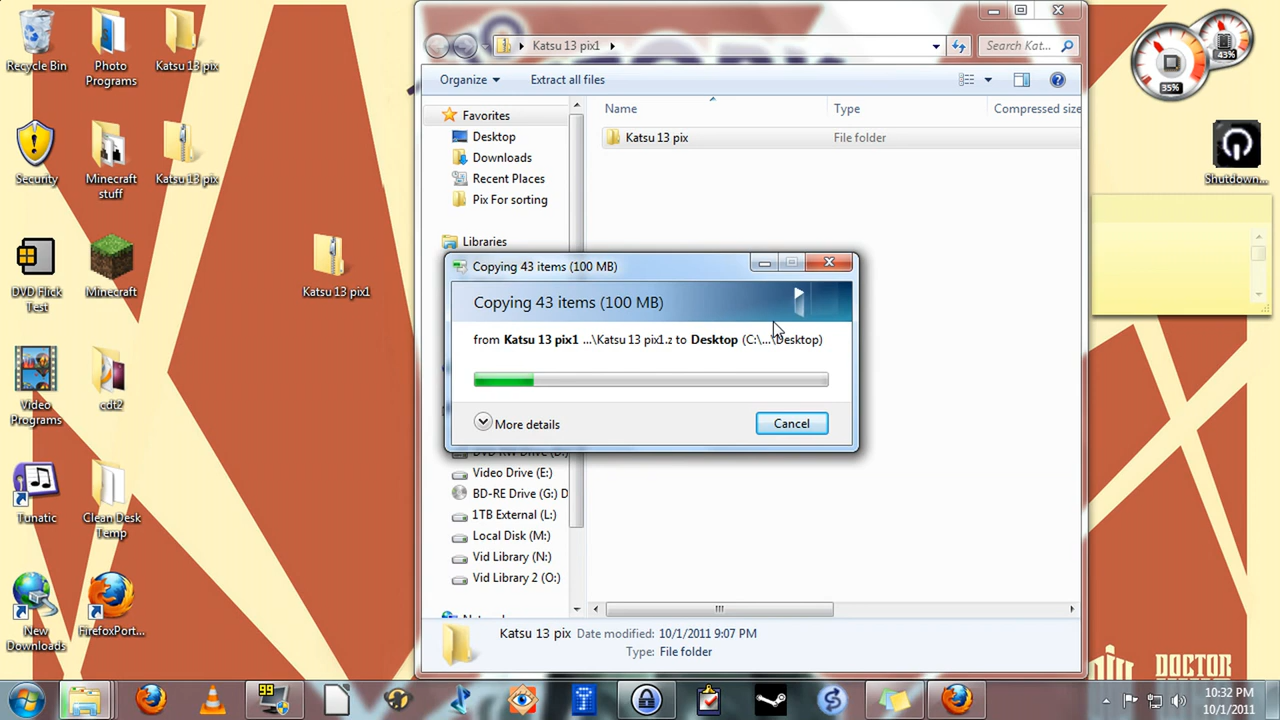 Recycle Bin
Photo
Programs
Katsu 13 pix
Security
Minecraft
stuff
Katsu 13 pix
DVD Flick
Test
Minecraft
Katsu 13 pix1
Video
Programs
cdt2
Tunatic
Clean Desk
Temp
New
Downloads
FirefoxPort...
Katsu 13 pix1
Search Kat...
Organize
Extract all files
Name
Type
Compressed size
Katsu 13 pix
File folder
Favorites
Desktop
Downloads
Recent Places
Pix For sorting
Libraries
Copying 43 items (100 MB)
Copying 43 items (100 MB)
from Katsu 13 pix1 ...\Katsu 13 pix1.z to Desktop (C:\...\Desktop)
More details
Cancel
Video Drive (E:)
BD-RE Drive (G:) D
1TB External (L:)
Local Disk (M:)
Vid Library (N:)
Vid Library 2 (O:)
Katsu 13 pix Date modified: 10/1/2011 9:07 PM
Type: File folder
43%
35%
Shutdown...
DOCTOR
99
10:32 PM
10/1/2011